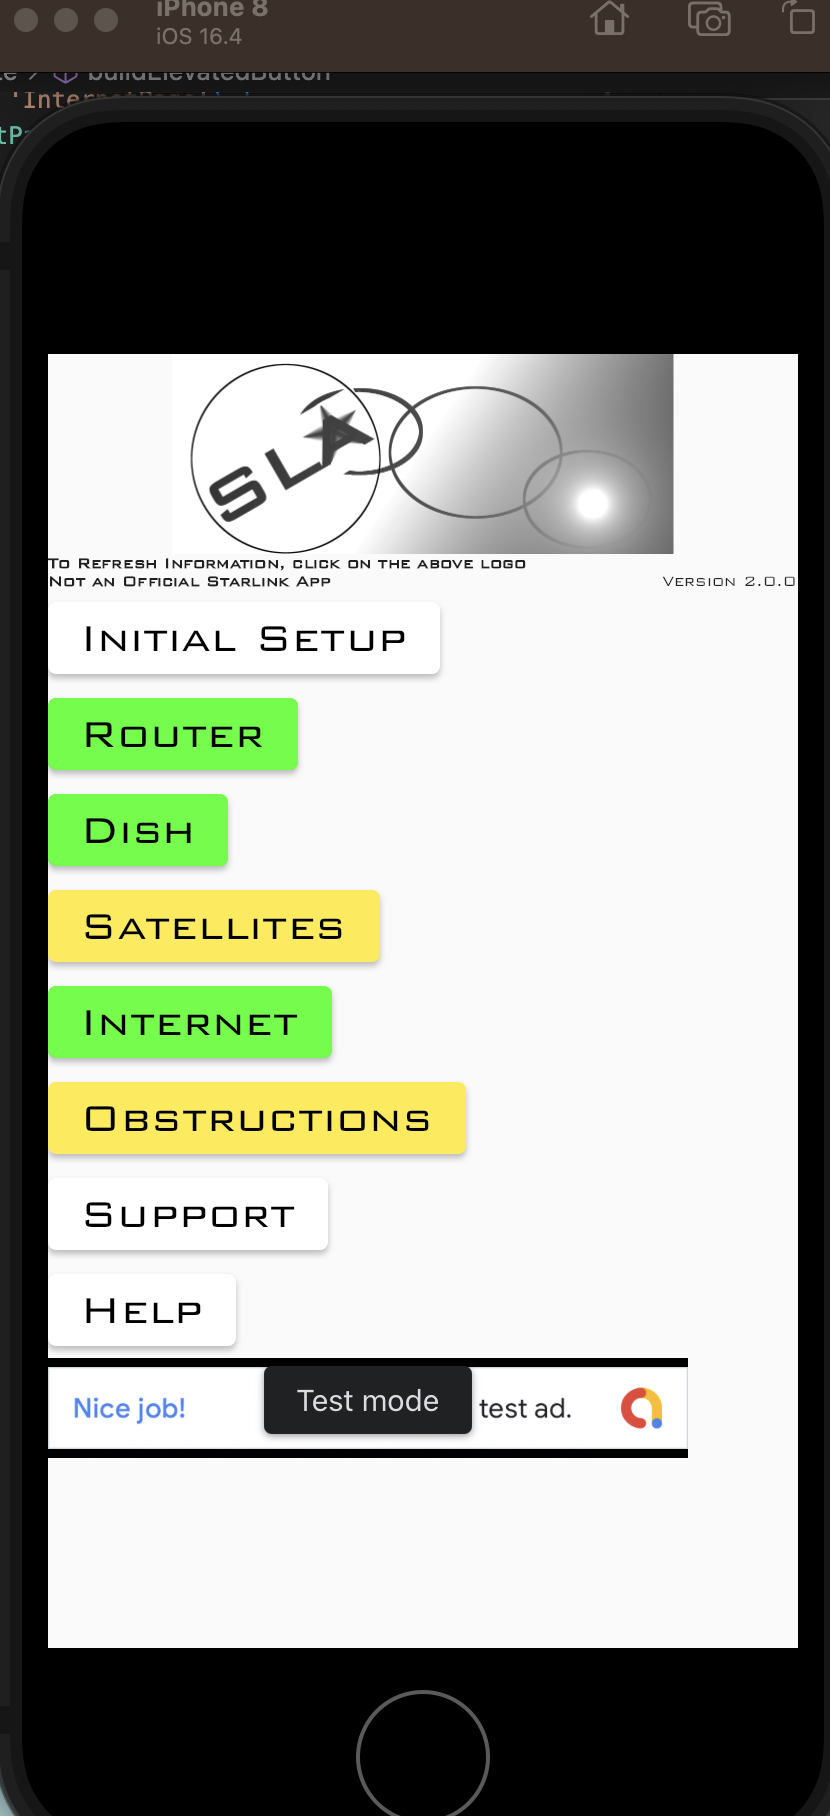 iPhone 8
iOS 16.4
buildElevatedButton
'Inter
tP
SLA
To Refresh Information, click on the above logo
Not an Official Starlink App
Version 2.0.0
Initial Setup
Router
Dish
Satellites
Internet
Obstructions
Support
Help
Nice job!
Test mode
test ad.